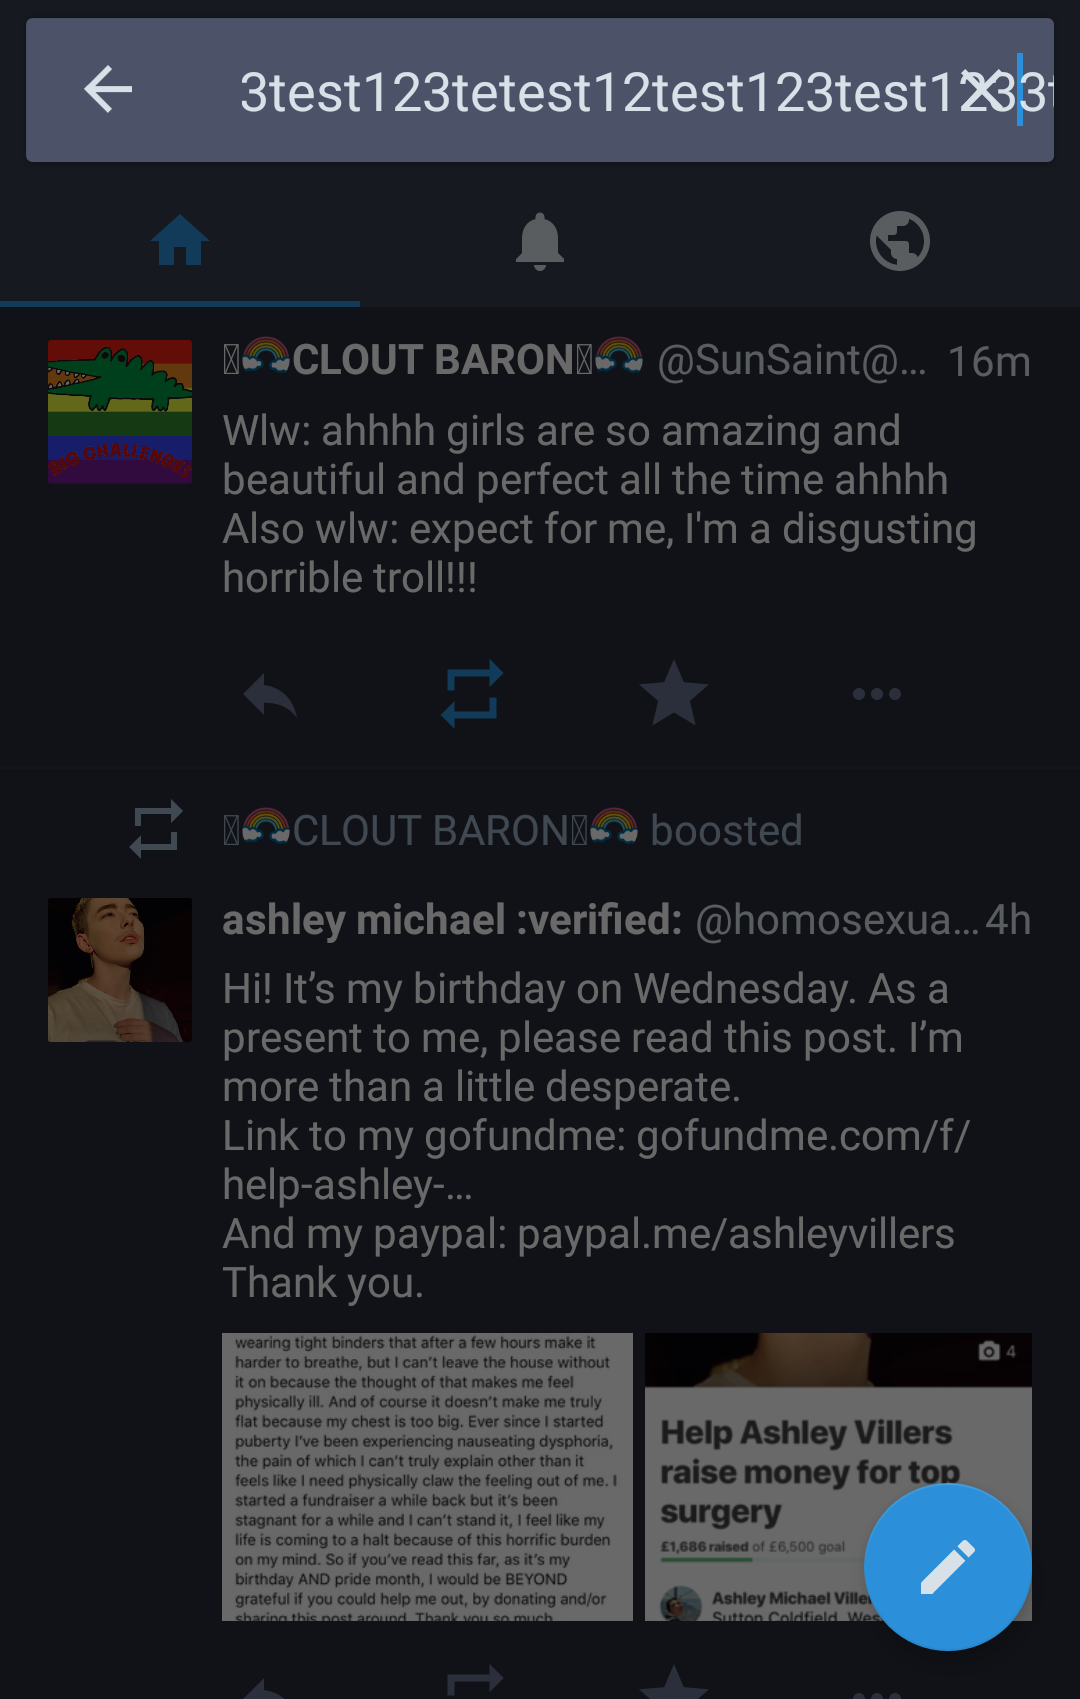 3test123tetest12test123test1233t
CLOUT BARON @SunSaint@... 16m
BIG CHALLENGES
Wlw: ahhhh girls are so amazing and
beautiful and perfect all the time ahhhh
Also wlw: expect for me, I'm a disgusting
horrible troll!!!
CLOUT BARON boosted
ashley michael :verified: @homosexua... 4h
Hi! It’s my birthday on Wednesday. As a
present to me, please read this post. I’m
more than a little desperate.
Link to my gofundme: gofundme.com/f/
help-ashley-...
And my paypal: paypal.me/ashleyvillers
Thank you.
wearing tight binders that after a few hours make it
harder to breathe, but I can’t leave the house without
it on because the thought of that makes me feel
physically ill. And of course it doesn’t make me truly
flat because my chest is too big. Ever since I started
puberty I’ve been experiencing nauseating dysphoria,
the pain of which I can’t truly explain other than it
feels like I need physically claw the feeling out of me. I
started a fundraiser a while back but it’s been
stagnant for a while and I can’t stand it, I feel like my
life is coming to a halt because of this horrific burden
on my mind. So if you’ve read this far, as it’s my
birthday AND pride month, I would be BEYOND
grateful if you could help me out, by donating and/or
sharing this post around. Thank you so much
4
Help Ashley Villers
raise money for top
surgery
£1,686 raised of £6,500 goal
Ashley Michael
Sutton Coldfield,